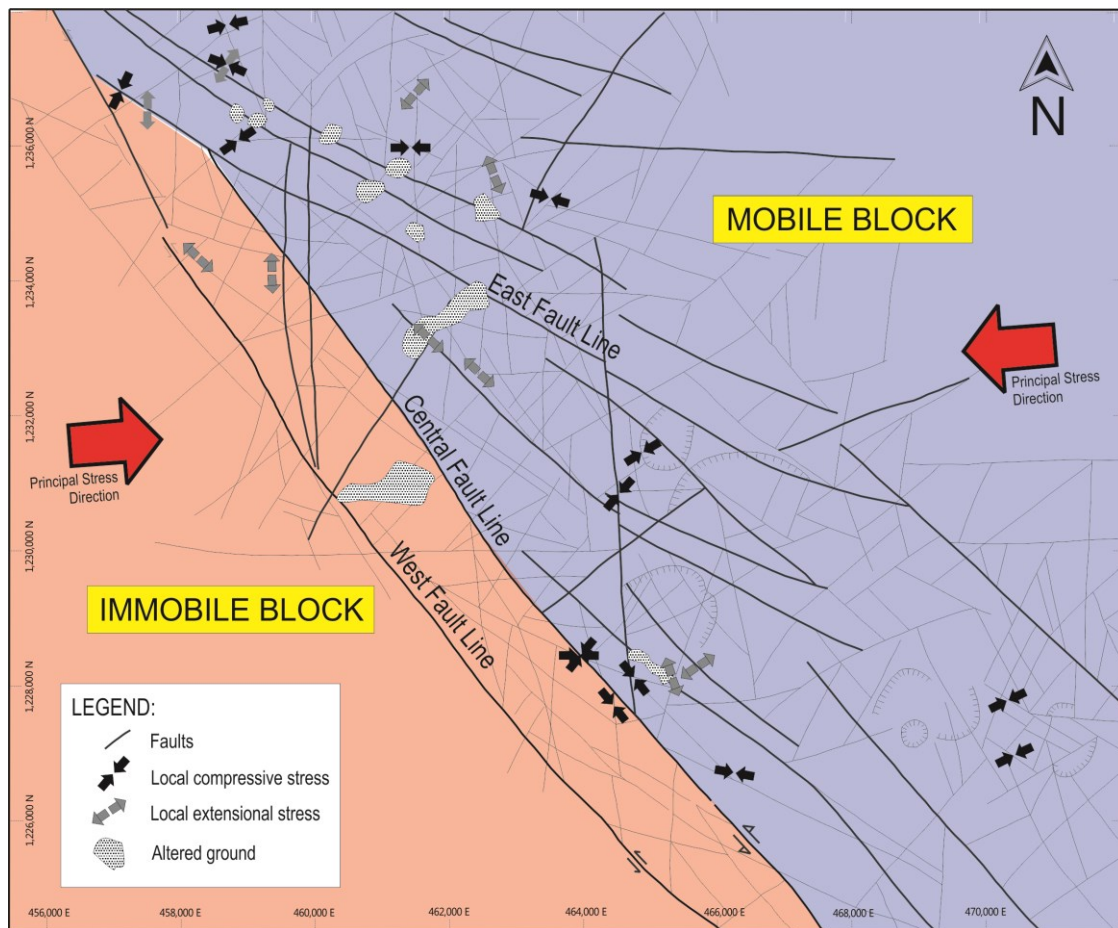 N
MOBILE BLOCK
East Fault Line
Principal Stress
Direction
Central Fault Line
Principal Stress
Direction
West Fault Line
IMMOBILE BLOCK
LEGEND:
Faults
Local compressive stress
Local extensional stress
Altered ground
1,236,000 N
1,234,000 N
1,232,000 N
1,230,000 N
1,228,000 N
1,226,000 N
456,000 E
458,000 E
460,000 E
462,000 E
464,000 E
466,000 E
468,000 E
470,000 E